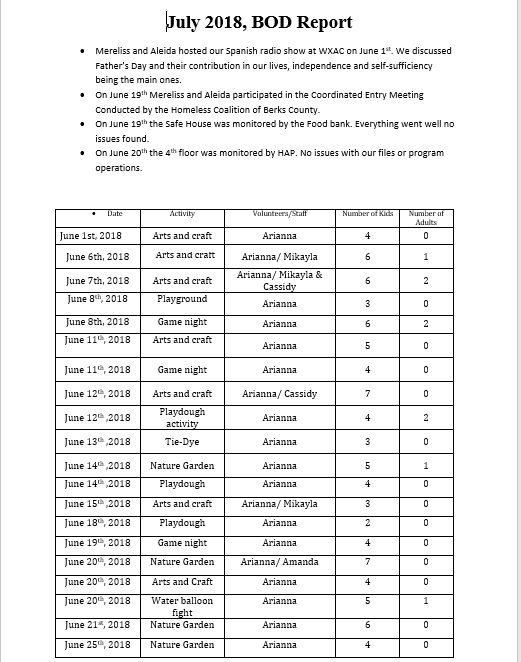 July 2018, BOD Report
• Mereliss and Aleida hosted our Spanish radio show at WXAC on June 1st. We discussed
Father's Day and their contribution in our lives, independence and self-sufficiency
being the main ones.
• On June 19th Mereliss and Aleida participated in the Coordinated Entry Meeting
Conducted by the Homeless Coalition of Berks County.
• On June 19th the Safe House was monitored by the Food bank. Everything went well no
issues found.
• On June 20th the 4th floor was monitored by HAP. No issues with our files or program
operations.
• Date Activity Volunteers/Staff Number of Kids Number of
Adults
June 1st, 2018 Arts and craft Arianna 4 0
June 6th, 2018 Arts and craft Arianna/ Mikayla 6 1
June 7th, 2018 Arts and craft Arianna/ Mikayla & 6 2
Cassidy
June 8th, 2018 Playground Arianna 3 0
June 8th, 2018 Game night Arianna 6 2
June 11th, 2018 Arts and craft Arianna 5 0
June 11th, 2018 Game night Arianna 4 0
June 12th, 2018 Arts and craft Arianna/ Cassidy 7 0
June 12th ,2018 Playdough Arianna 4 2
activity
June 13th ,2018 Tie-Dye Arianna 3 0
June 14th ,2018 Nature Garden Arianna 5 1
June 14th ,2018 Playdough Arianna 4 0
June 15th ,2018 Arts and craft Arianna/ Mikayla 3 0
June 18th, 2018 Playdough Arianna 2 0
June 19th, 2018 Game night Arianna 4 0
June 20th, 2018 Nature Garden Arianna/ Amanda 7 0
June 20th, 2018 Arts and Craft Arianna 4 0
June 20th, 2018 Water balloon Arianna 5 1
fight
June 21st, 2018 Nature Garden Arianna 6 0
June 25th, 2018 Nature Garden Arianna 4 0